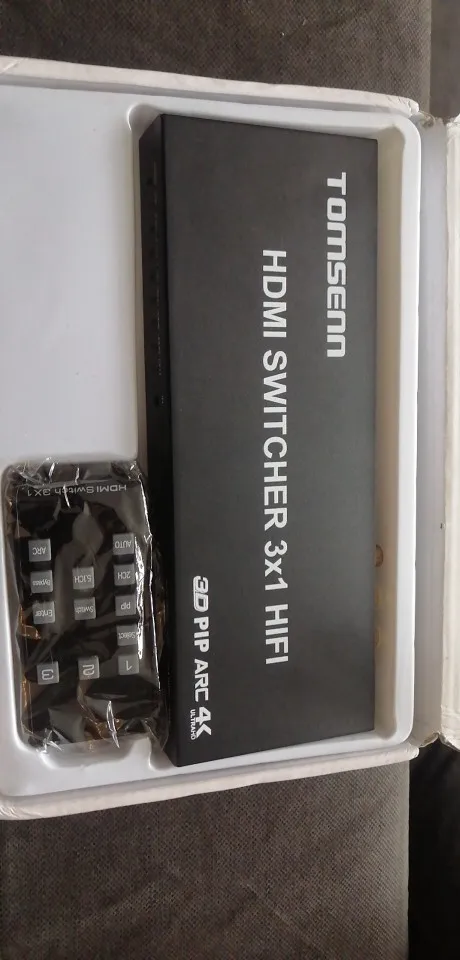 TOMSENN
HDMI SWITCHER 3x1 HIFI
3D PIP ARC 4K
ULTRAHD
HDMI Switch 3X1
1 2 3
Select
PIP Switch Enter
2CH 5.1CH bypass
AUTO ARC